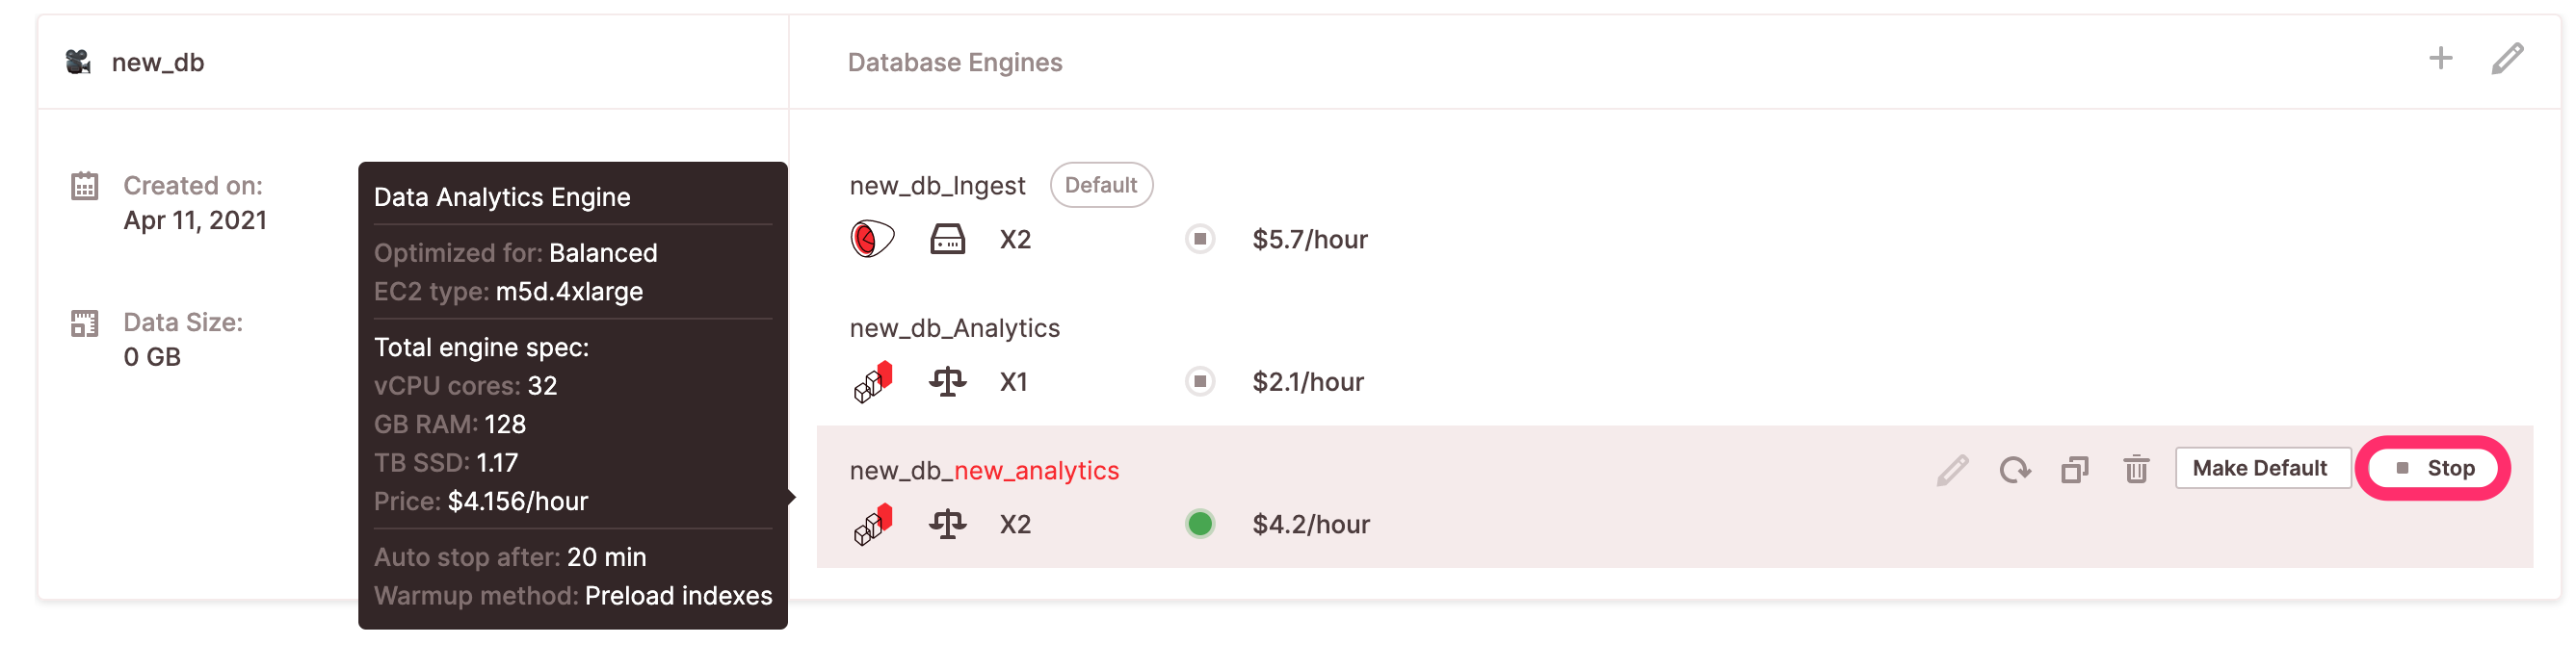 new_db
Database Engines
Created on:
Apr 11, 2021
Data Size:
0 GB
Data Analytics Engine
Optimized for: Balanced
EC2 type: m5d.4xlarge
Total engine spec:
vCPU cores: 32
GB RAM: 128
TB SSD: 1.17
Price: $4.156/hour
Auto stop after: 20 min
Warmup method: Preload indexes
new_db_Ingest Default
X2 $5.7/hour
new_db_Analytics
X1 $2.1/hour
new_db_new_analytics Make Default Stop
X2 $4.2/hour